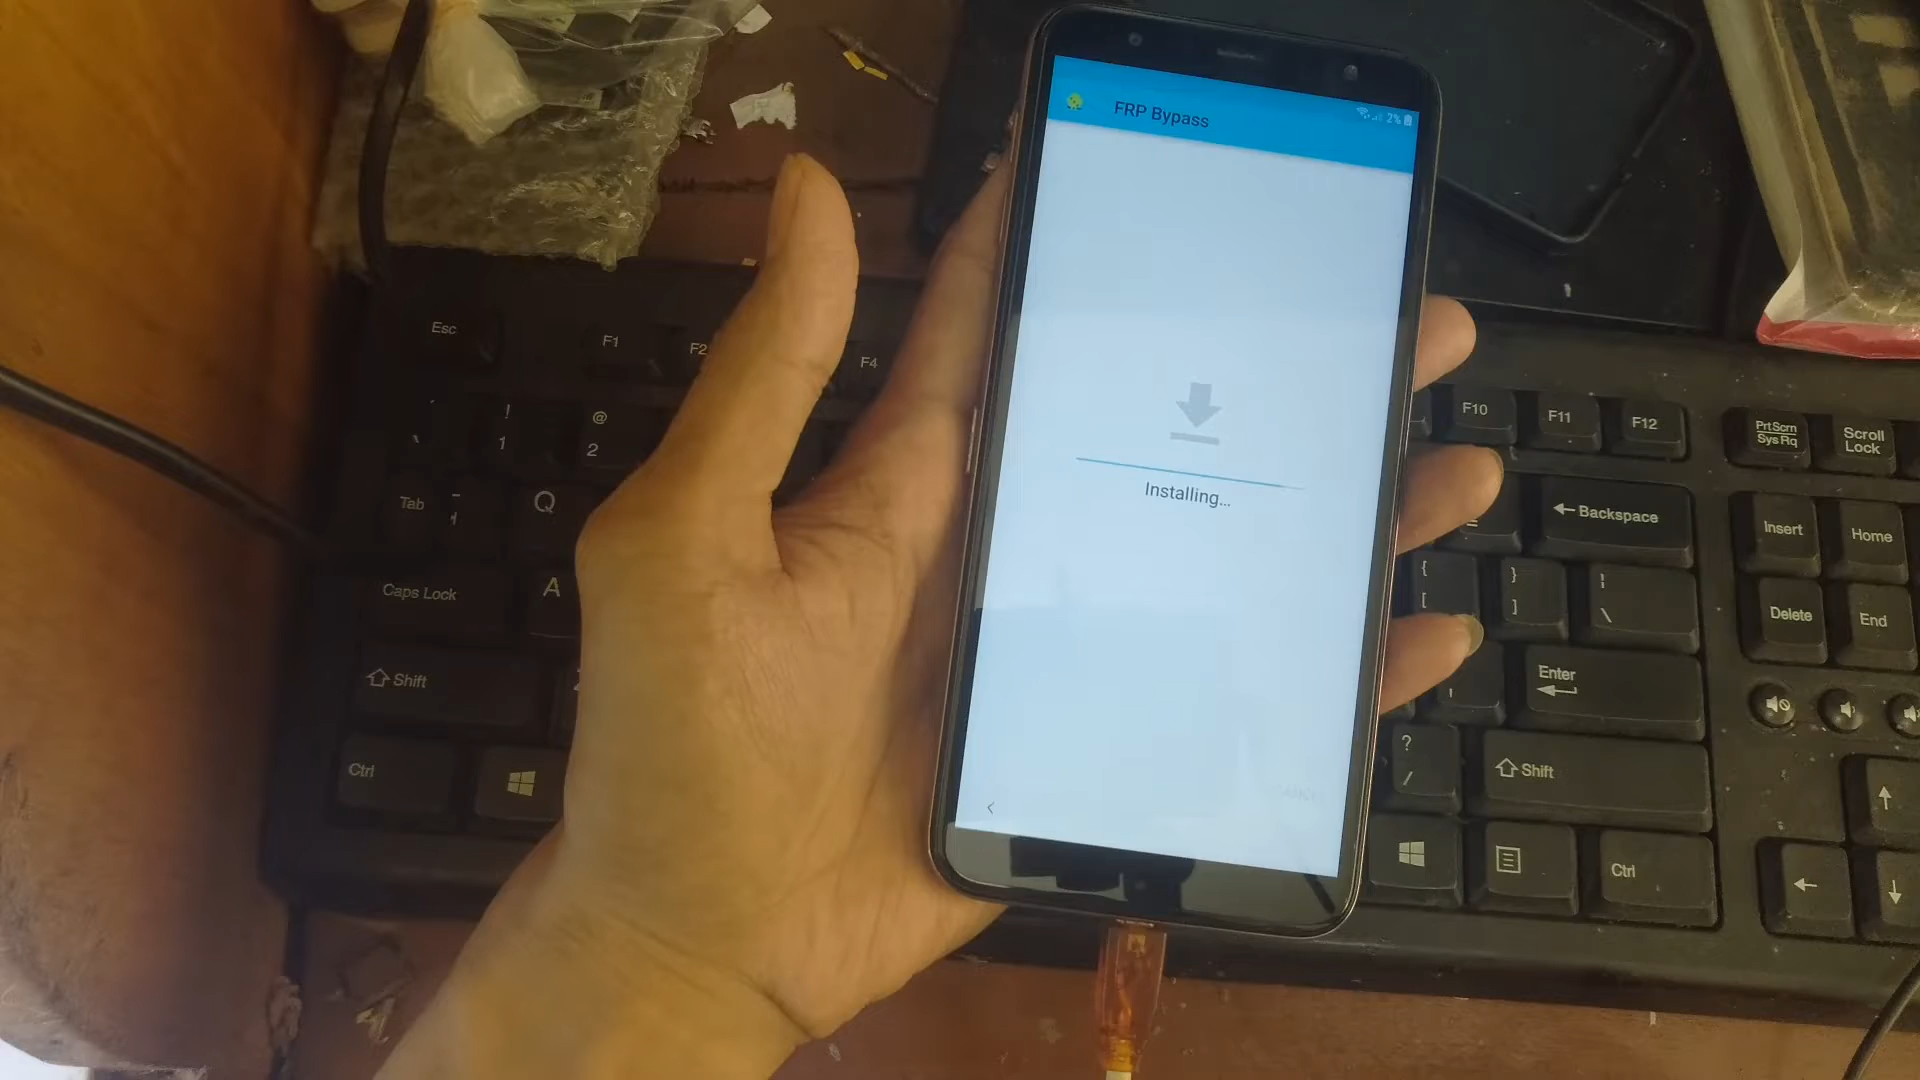 FRP Bypass
2%
Installing...
Esc
F1
F2
F4
F10
F11
F12
PrtScrn
SysRq
Scroll
Lock
!
1
@
2
Backspace
Insert
Home
Tab
Q
{
[
}
]
\
Delete
End
Caps Lock
A
Enter
Shift
?
/
Shift
Ctrl
Ctrl